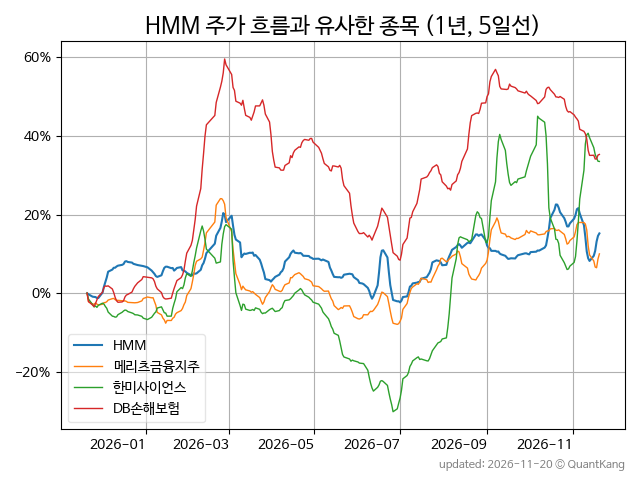 HMM 주가 흐름과 유사한 종목 (1년, 5일선)
60%
40%
20%
0%
−20%
HMM
메리츠금융지주
한미사이언스
DB손해보험
2026-01 2026-03 2026-05 2026-07 2026-09 2026-11
updated: 2026-11-20 © QuantKang